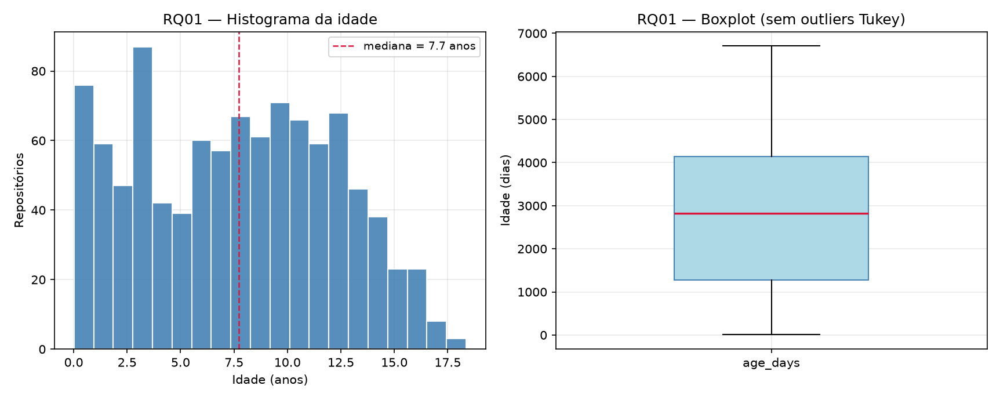 RQ01 — Histograma da idade
mediana = 7.7 anos
Repositórios
80
60
40
20
0
0.0 2.5 5.0 7.5 10.0 12.5 15.0 17.5
Idade (anos)
RQ01 — Boxplot (sem outliers Tukey)
Idade (dias)
7000
6000
5000
4000
3000
2000
1000
0
age_days